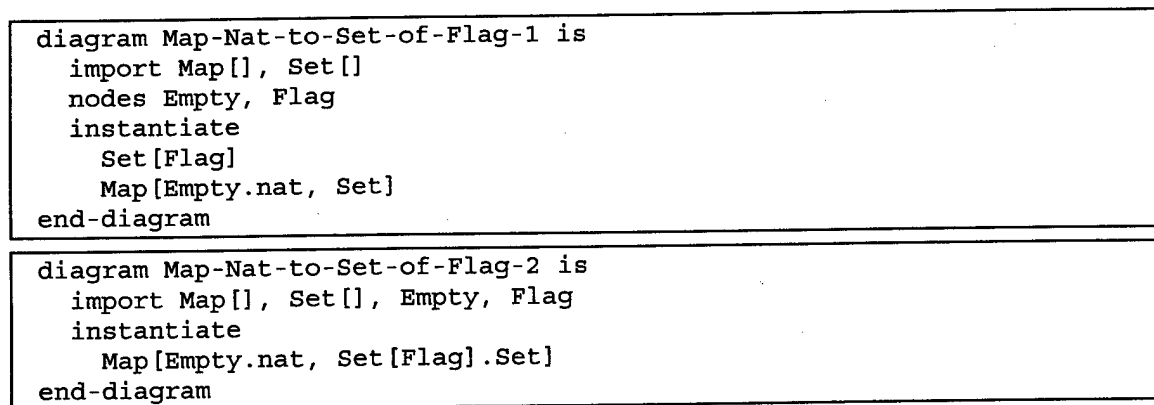 diagram Map-Nat-to-Set-of-Flag-1 is
import Map[], Set[]
nodes Empty, Flag
instantiate
Set[Flag]
Map[Empty.nat, Set]
end-diagram
diagram Map-Nat-to-Set-of-Flag-2 is
import Map[], Set[], Empty, Flag
instantiate
Map[Empty.nat, Set[Flag].Set]
end-diagram